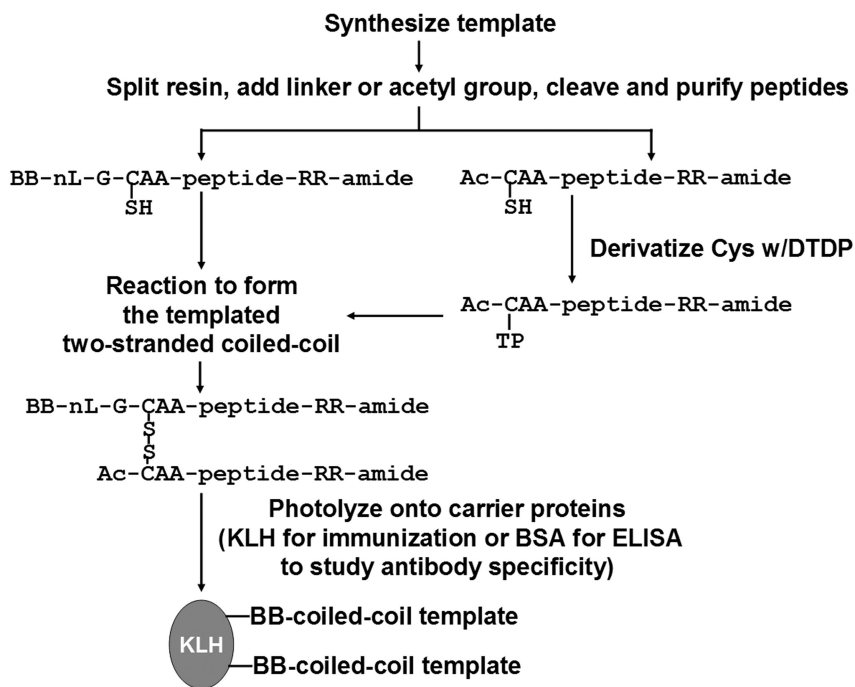 Synthesize template
Split resin, add linker or acetyl group, cleave and purify peptides
BB-nL-G-CAA-peptide-RR-amide
SH
Ac-CAA-peptide-RR-amide
SH
Derivatize Cys w/DTDP
Ac-CAA-peptide-RR-amide
TP
Reaction to form
the templated
two-stranded coiled-coil
BB-nL-G-CAA-peptide-RR-amide
S
S
Ac-CAA-peptide-RR-amide
Photolyze onto carrier proteins
(KLH for immunization or BSA for ELISA
to study antibody specificity)
KLH
BB-coiled-coil template
BB-coiled-coil template